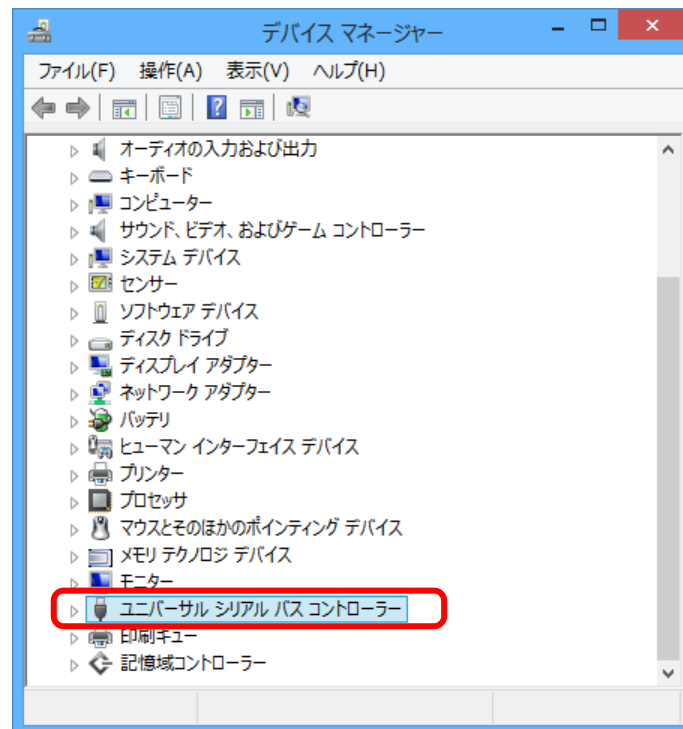 デバイス マネージャー
ファイル(F) 操作(A) 表示(V) ヘルプ(H)
オーディオの入力および出力
キーボード
コンピューター
サウンド、ビデオ、およびゲーム コントローラー
システム デバイス
センサー
ソフトウェア デバイス
ディスク ドライブ
ディスプレイ アダプター
ネットワーク アダプター
バッテリ
ヒューマン インターフェイス デバイス
プリンター
プロセッサ
マウスとそのほかのポインティング デバイス
メモリ テクノロジ デバイス
モニター
ユニバーサル シリアル バス コントローラー
印刷キュー
記憶域コントローラー